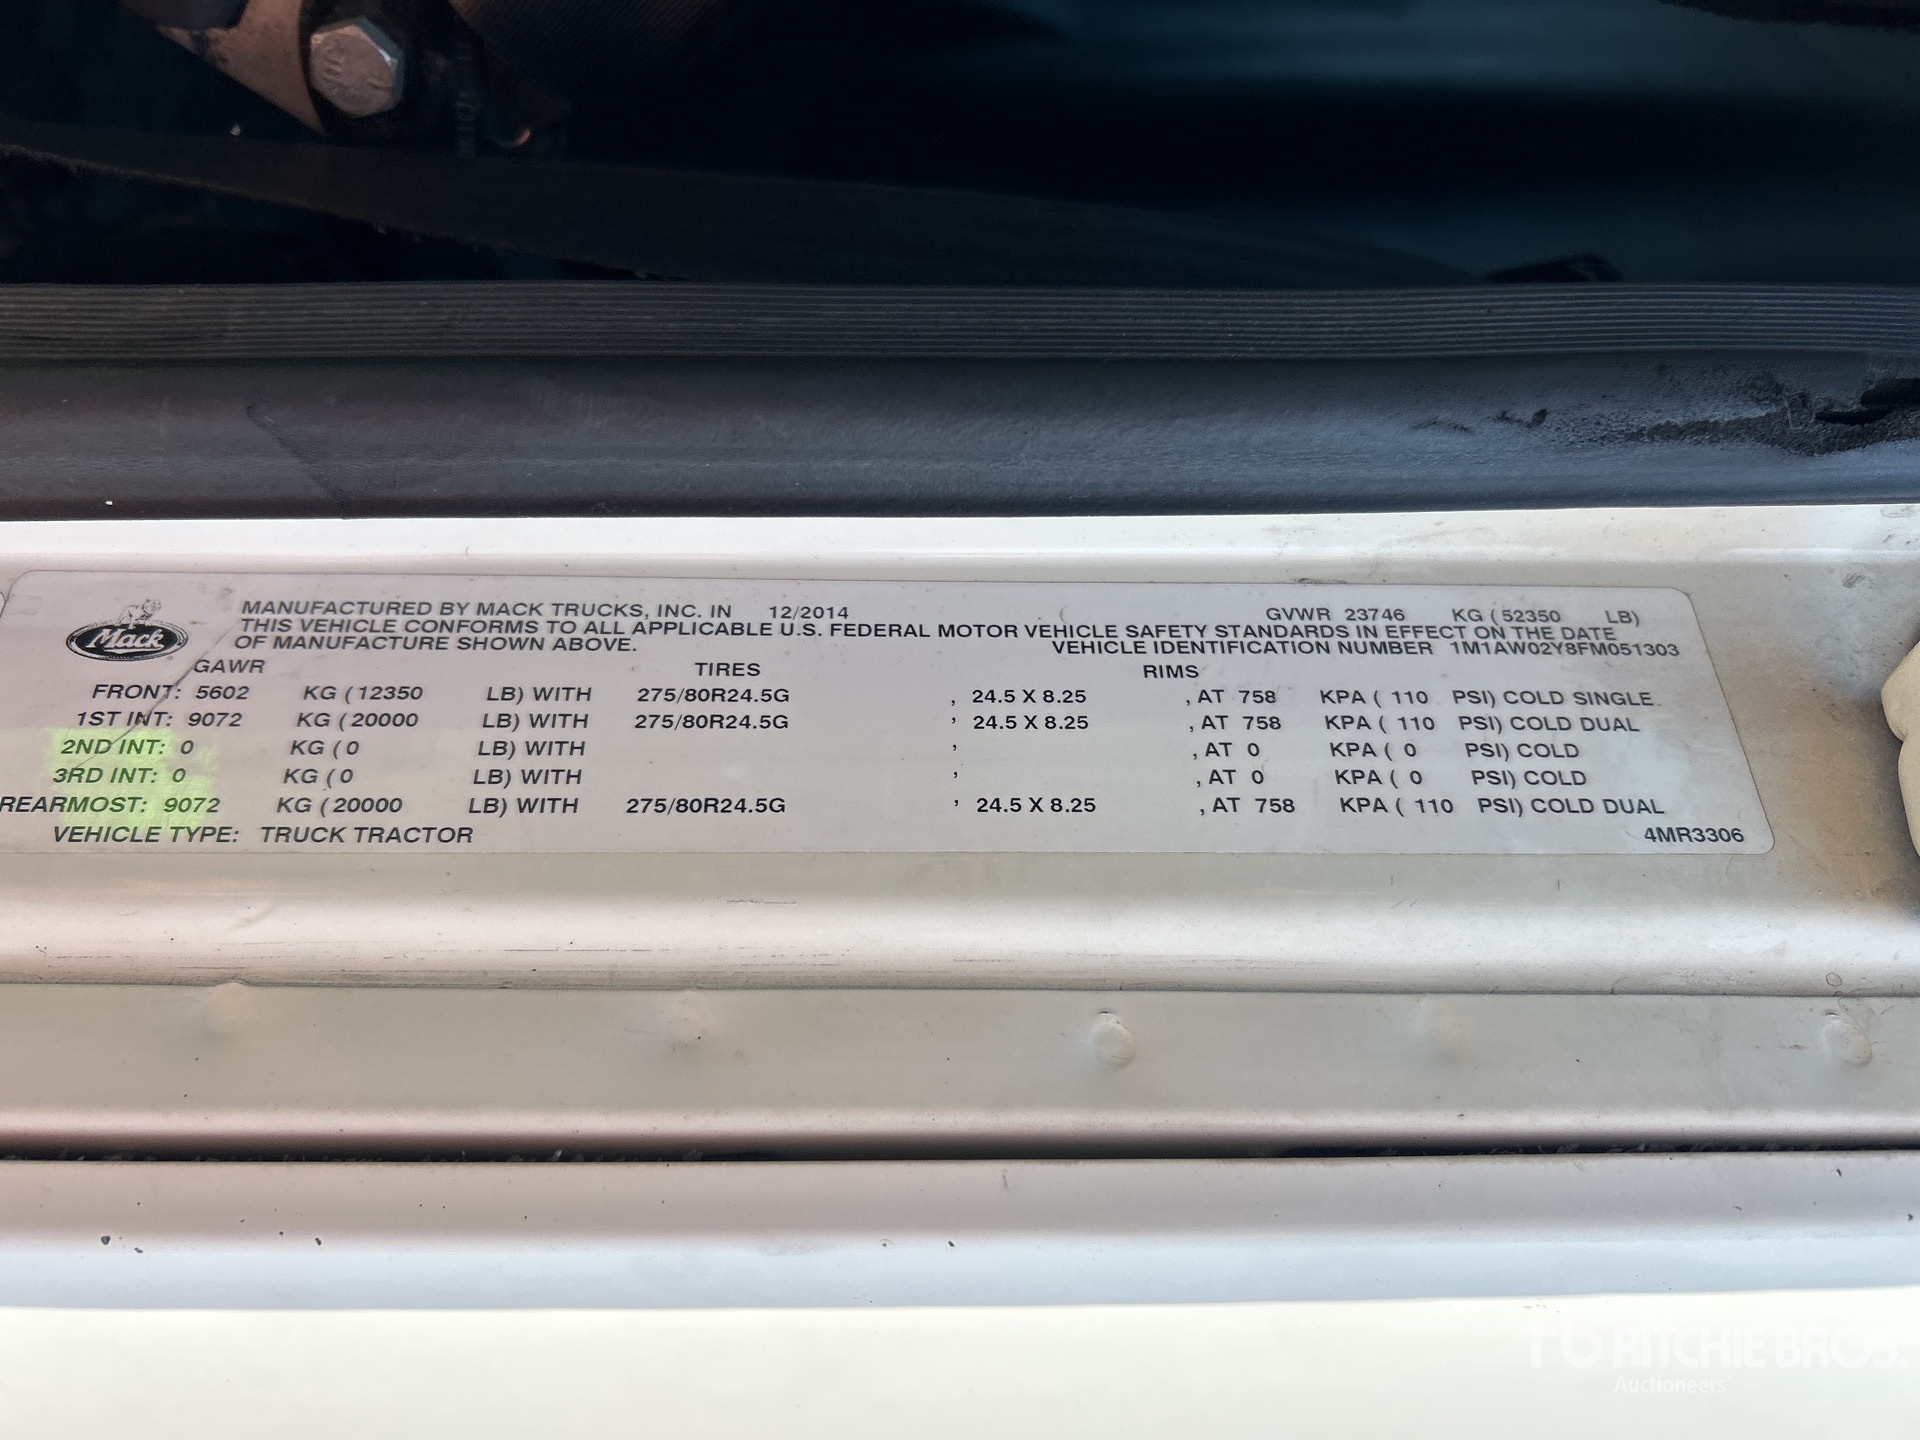 Mack
MANUFACTURED BY MACK TRUCKS, INC. IN 12/2014 GVWR 23746 KG ( 52350 LB)
THIS VEHICLE CONFORMS TO ALL APPLICABLE U.S. FEDERAL MOTOR VEHICLE SAFETY STANDARDS IN EFFECT ON THE DATE
OF MANUFACTURE SHOWN ABOVE. VEHICLE IDENTIFICATION NUMBER 1M1AW02Y8FM051303
GAWR TIRES RIMS
FRONT: 5602 KG ( 12350 LB) WITH 275/80R24.5G , 24.5 X 8.25 , AT 758 KPA ( 110 PSI) COLD SINGLE
1ST INT: 9072 KG ( 20000 LB) WITH 275/80R24.5G , 24.5 X 8.25 , AT 758 KPA ( 110 PSI) COLD DUAL
2ND INT: 0 KG ( 0 LB) WITH , , AT 0 KPA ( 0 PSI) COLD
3RD INT: 0 KG ( 0 LB) WITH , , AT 0 KPA ( 0 PSI) COLD
REARMOST: 9072 KG ( 20000 LB) WITH 275/80R24.5G , 24.5 X 8.25 , AT 758 KPA ( 110 PSI) COLD DUAL
VEHICLE TYPE: TRUCK TRACTOR 4MR3306
rb RITCHIE BROS.
Auctioneers